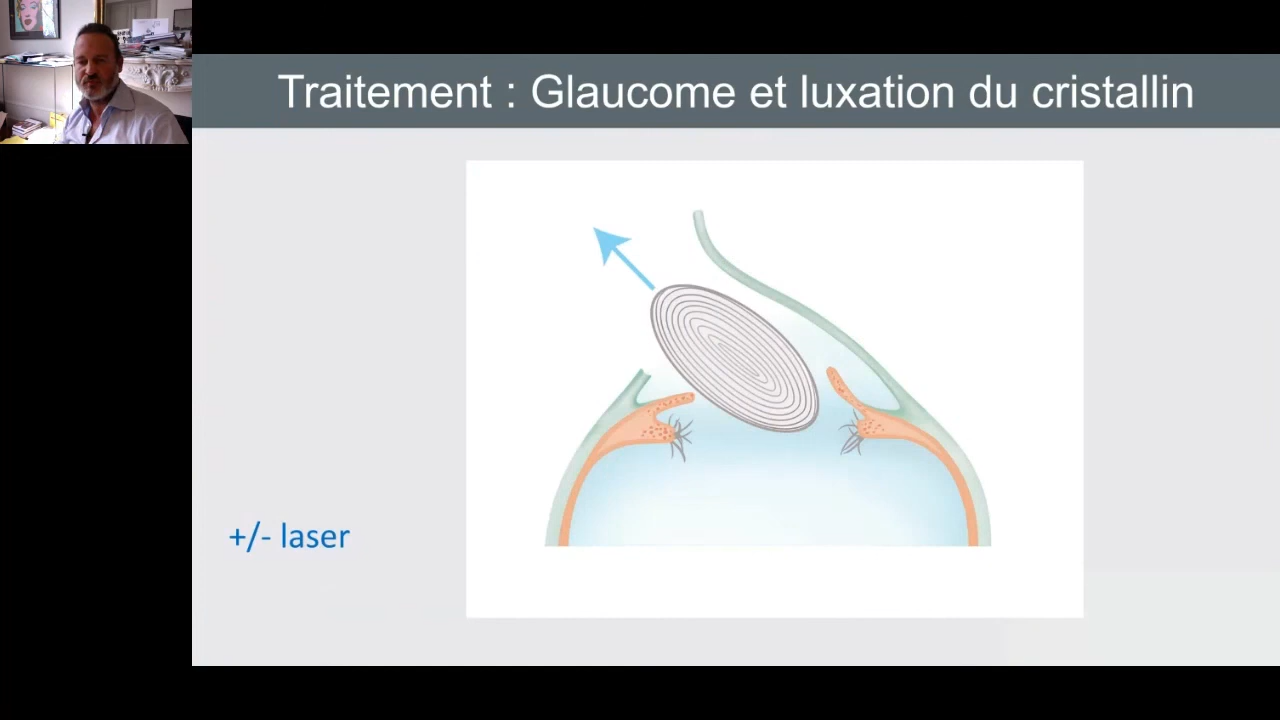 Traitement : Glaucome et luxation du cristallin
+/- laser